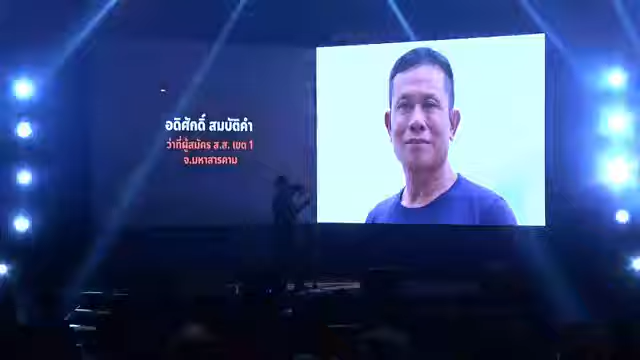 อดิศักดิ์ สมบัติคำ
ว่าที่ผู้สมัคร ส.ส. เขต 1
จ.มหาสารคาม